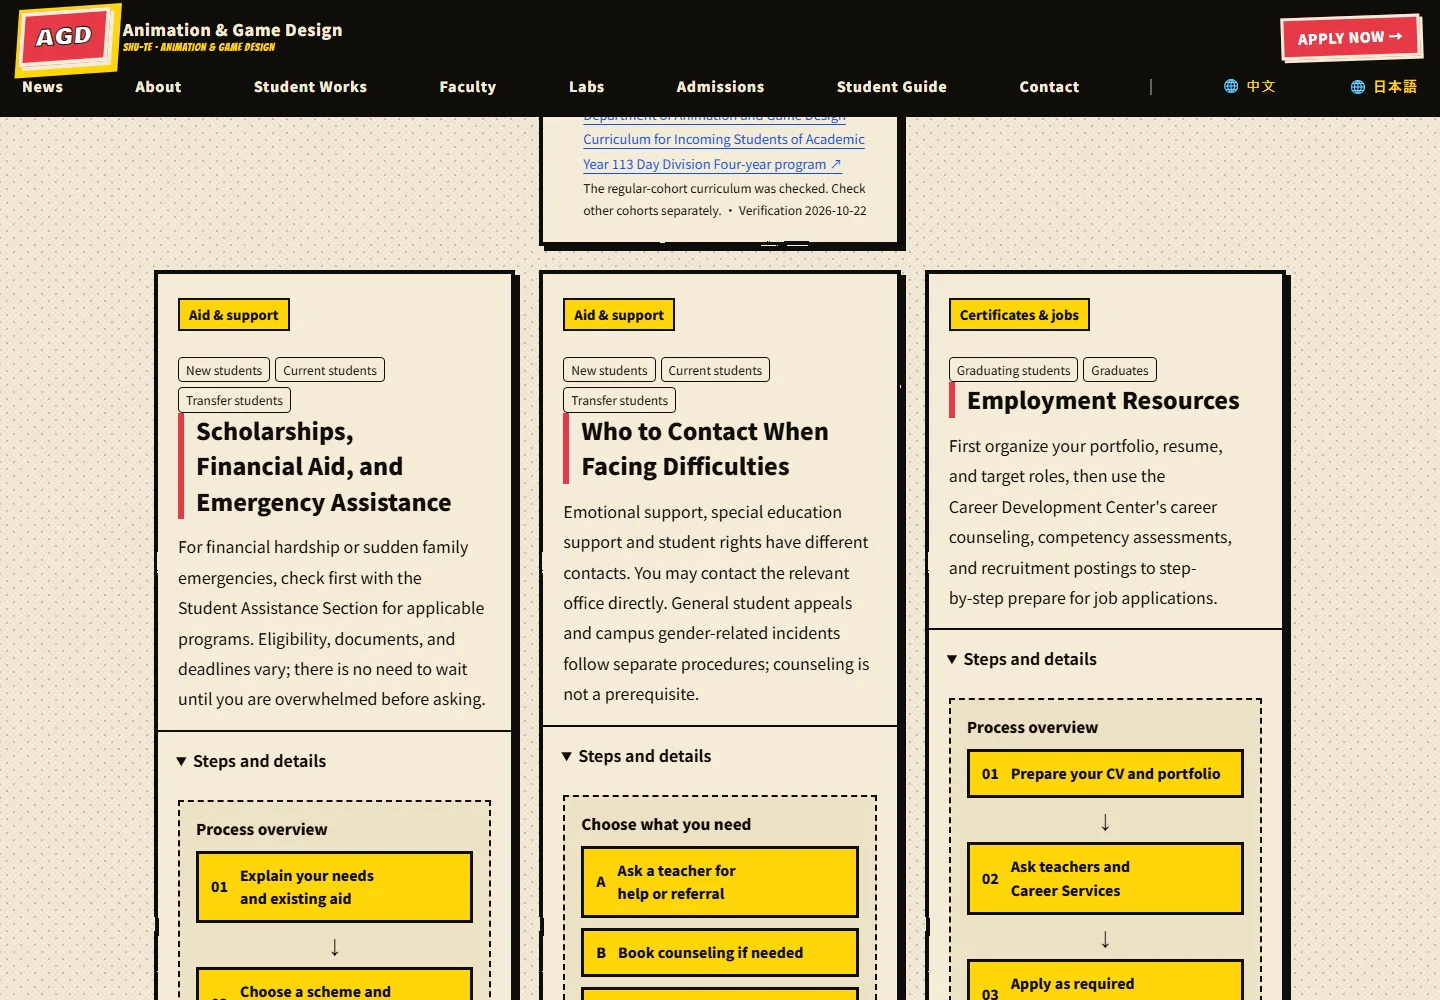 AGD
Animation & Game Design
SHU-TE · ANIMATION & GAME DESIGN
APPLY NOW →
News
About
Student Works
Faculty
Labs
Admissions
Student Guide
Contact
|
中文
日本語
Department of Animation and Game Design
Curriculum for Incoming Students of Academic
Year 113 Day Division Four-year program ↗
The regular-cohort curriculum was checked. Check
other cohorts separately. • Verification 2026-10-22
Aid & support
New students
Current students
Transfer students
Scholarships,
Financial Aid, and
Emergency Assistance
For financial hardship or sudden family
emergencies, check first with the
Student Assistance Section for applicable
programs. Eligibility, documents, and
deadlines vary; there is no need to wait
until you are overwhelmed before asking.
▼ Steps and details
Process overview
01 Explain your needs
and existing aid
↓
Choose a scheme and
Aid & support
New students
Current students
Transfer students
Who to Contact When
Facing Difficulties
Emotional support, special education
support and student rights have different
contacts. You may contact the relevant
office directly. General student appeals
and campus gender-related incidents
follow separate procedures; counseling is
not a prerequisite.
▼ Steps and details
Choose what you need
A Ask a teacher for
help or referral
B Book counseling if needed
Certificates & jobs
Graduating students
Graduates
Employment Resources
First organize your portfolio, resume,
and target roles, then use the
Career Development Center's career
counseling, competency assessments,
and recruitment postings to step-
by-step prepare for job applications.
▼ Steps and details
Process overview
01 Prepare your CV and portfolio
↓
02 Ask teachers and
Career Services
↓
03 Apply as required